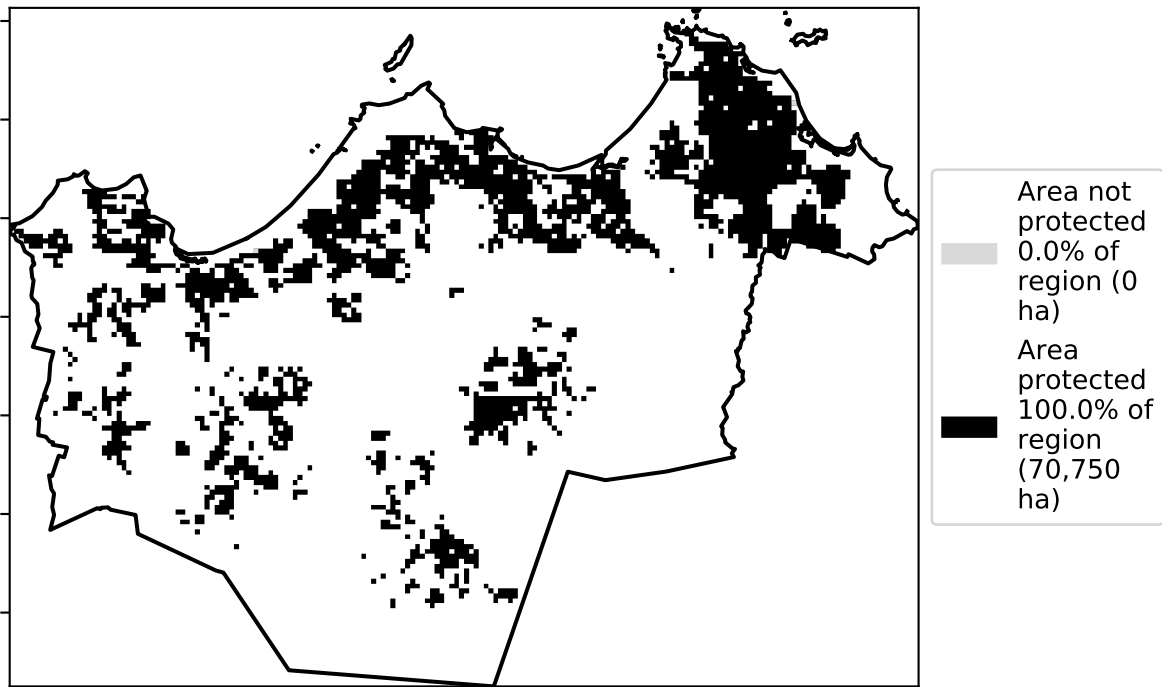 Area not
protected
0.0% of
region (0
ha)
Area
protected
100.0% of
region
(70,750
ha)